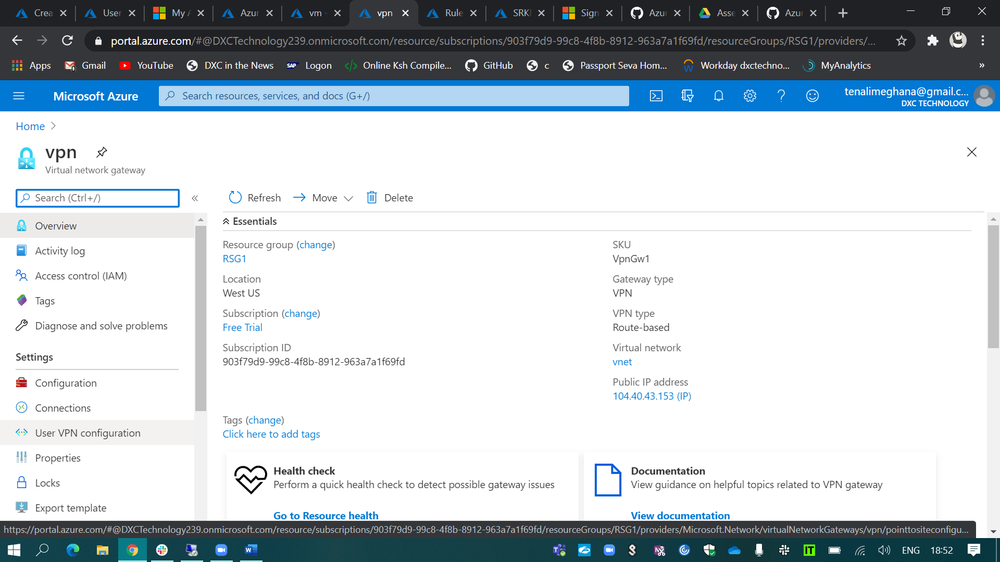 Crea
User
My A
Azur
vm -
vpn
Rule
SRK
Sign
Azur
Asse
Azur
portal.azure.com/#@DXCTechnology239.onmicrosoft.com/resource/subscriptions/903f79d9-99c8-4f8b-8912-963a7a1f69fd/resourceGroups/RSG1/providers/...
Apps
Gmail
YouTube
DXC in the News
SAP
Logon
Online Ksh Compile...
GitHub
c
Passport Seva Hom...
Workday dxctechno...
MyAnalytics
»
Microsoft Azure
Search resources, services, and docs (G+/)
tenalimeghana@gmail.c...
DXC TECHNOLOGY
Home
vpn
Virtual network gateway
Search (Ctrl+/)
Refresh
Move
Delete
Overview
Activity log
Access control (IAM)
Tags
Diagnose and solve problems
Settings
Configuration
Connections
User VPN configuration
Properties
Locks
Export template
Essentials
Resource group (change)
RSG1
Location
West US
Subscription (change)
Free Trial
Subscription ID
903f79d9-99c8-4f8b-8912-963a7a1f69fd
SKU
VpnGw1
Gateway type
VPN
VPN type
Route-based
Virtual network
vnet
Public IP address
104.40.43.153 (IP)
Tags (change)
Click here to add tags
Health check
Perform a quick health check to detect possible gateway issues
Go to Resource health
Documentation
View guidance on helpful topics related to VPN gateway
View documentation
https://portal.azure.com/#@DXCTechnology239.onmicrosoft.com/resource/subscriptions/903f79d9-99c8-4f8b-8912-963a7a1f69fd/resourceGroups/RSG1/providers/Microsoft.Network/virtualNetworkGateways/vpn/pointtositeconfigu...
ENG
18:52